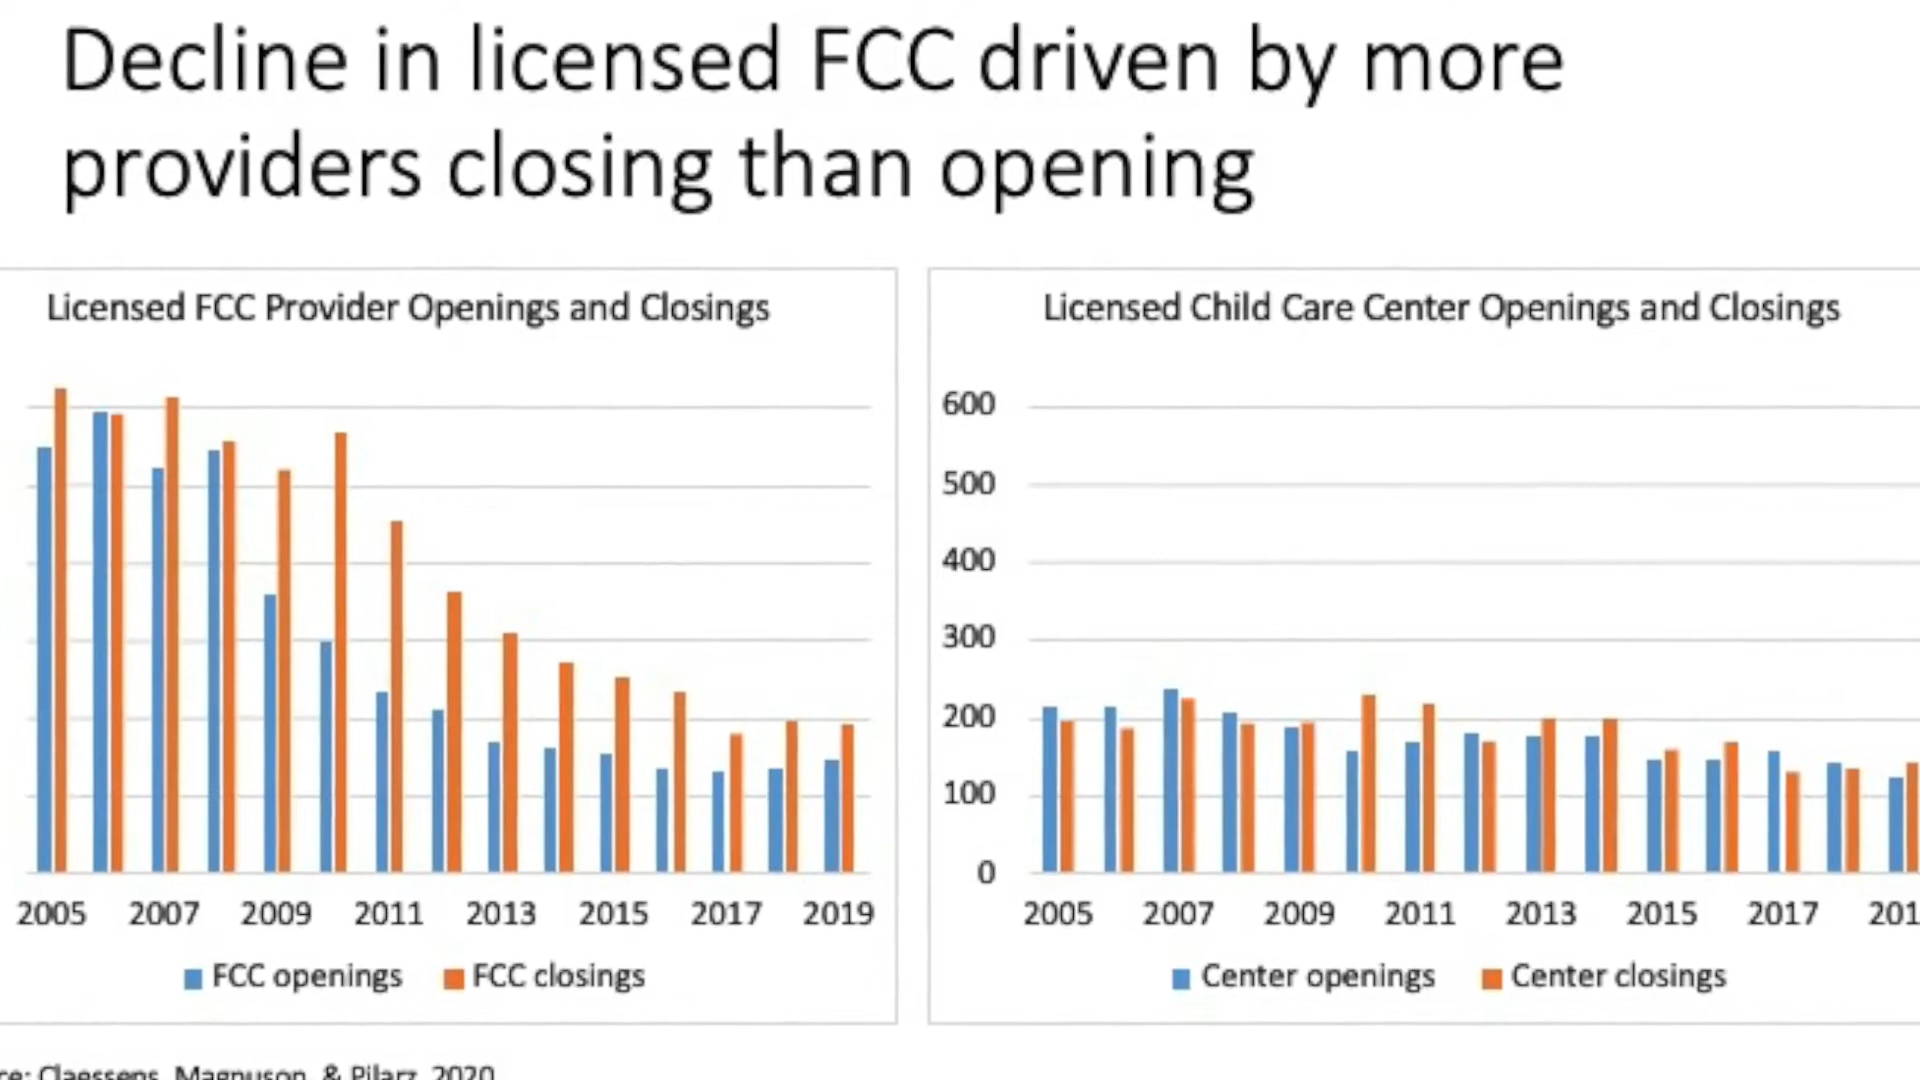 Decline in licensed FCC driven by more
providers closing than opening
Licensed FCC Provider Openings and Closings
2005 2007 2009 2011 2013 2015 2017 2019
FCC openings FCC closings
Licensed Child Care Center Openings and Closings
600
500
400
300
200
100
0
2005 2007 2009 2011 2013 2015 2017 201
Center openings Center closings
ce: Claessens, Magnuson, & Pilarz, 2020